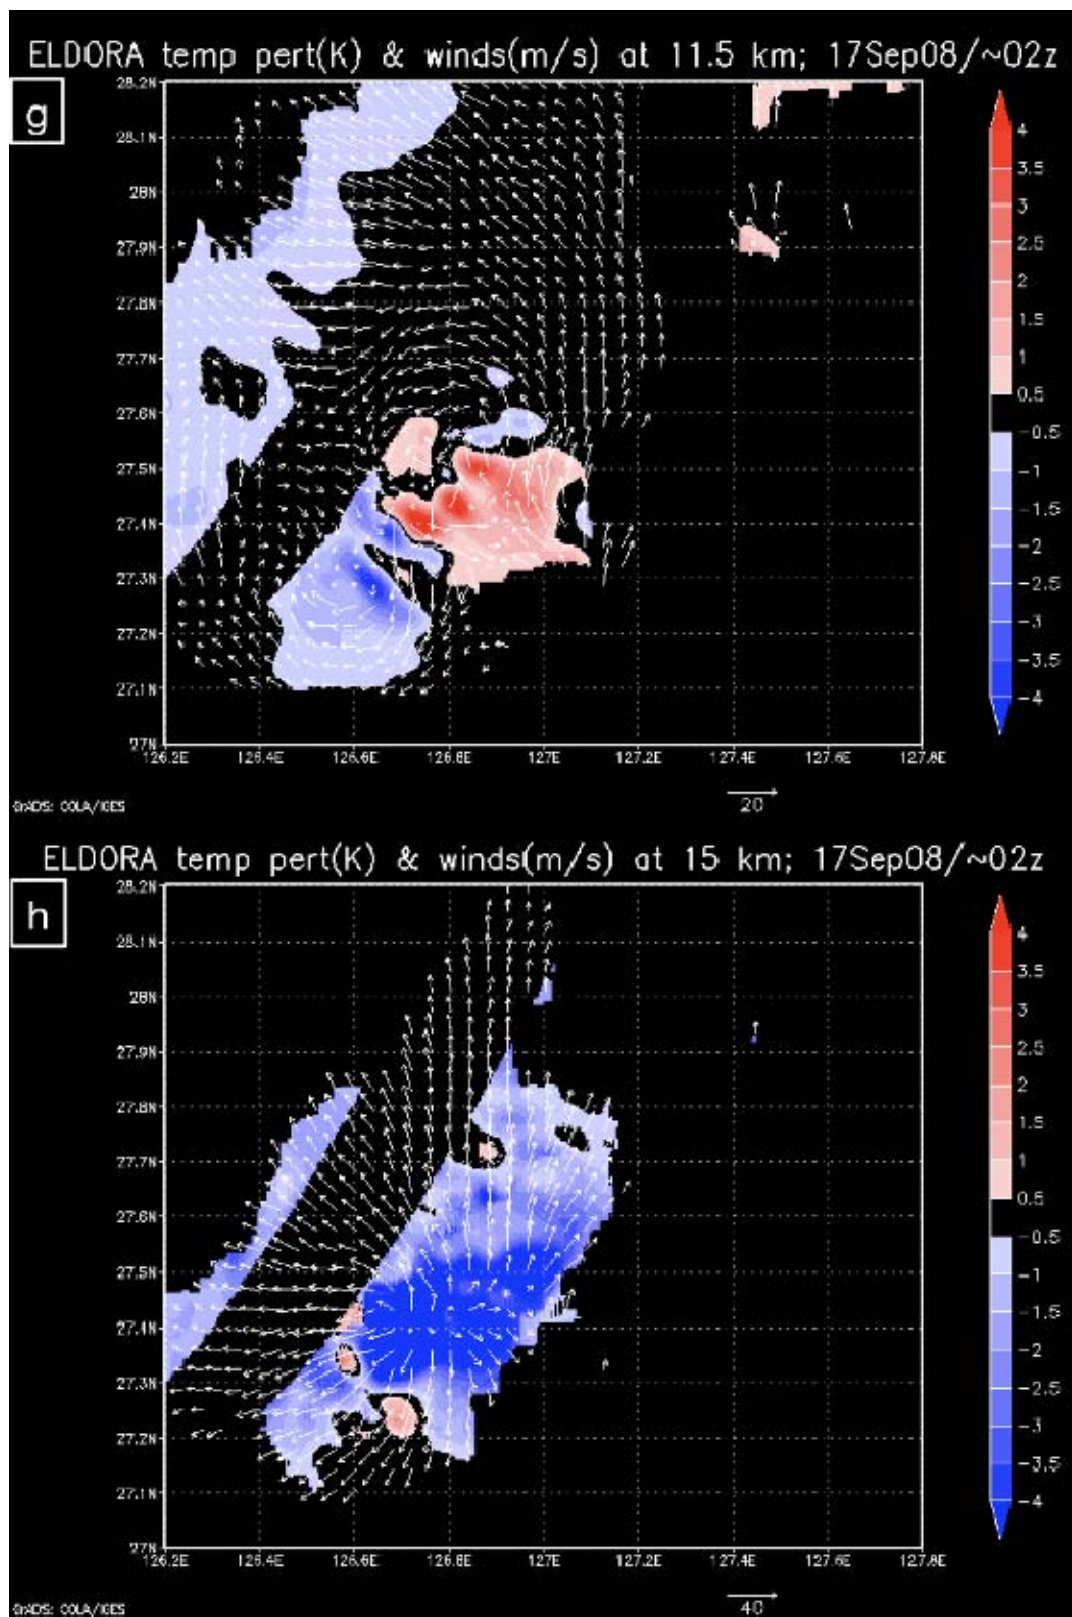 ELDORA temp pert(K) & winds(m/s) at 11.5 km; 17Sep08/~02z
g
28.2N
28.1N
28N
27.9N
27.8N
27.7N
27.6N
27.5N
27.4N
27.3N
27.2N
27.1N
27N
126.2E 126.4E 126.6E 126.8E 127E 127.2E 127.4E 127.6E 127.8E
4
3.5
3
2.5
2
1.5
1
0.5
-0.5
-1
-1.5
-2
-2.5
-3
-3.5
-4
20
GrADS: COLA/IGES
ELDORA temp pert(K) & winds(m/s) at 15 km; 17Sep08/~02z
h
28.2N
28.1N
28N
27.9N
27.8N
27.7N
27.6N
27.5N
27.4N
27.3N
27.2N
27.1N
27N
126.2E 126.4E 126.6E 126.8E 127E 127.2E 127.4E 127.6E 127.8E
4
3.5
3
2.5
2
1.5
1
0.5
-0.5
-1
-1.5
-2
-2.5
-3
-3.5
-4
40
GrADS: COLA/IGES